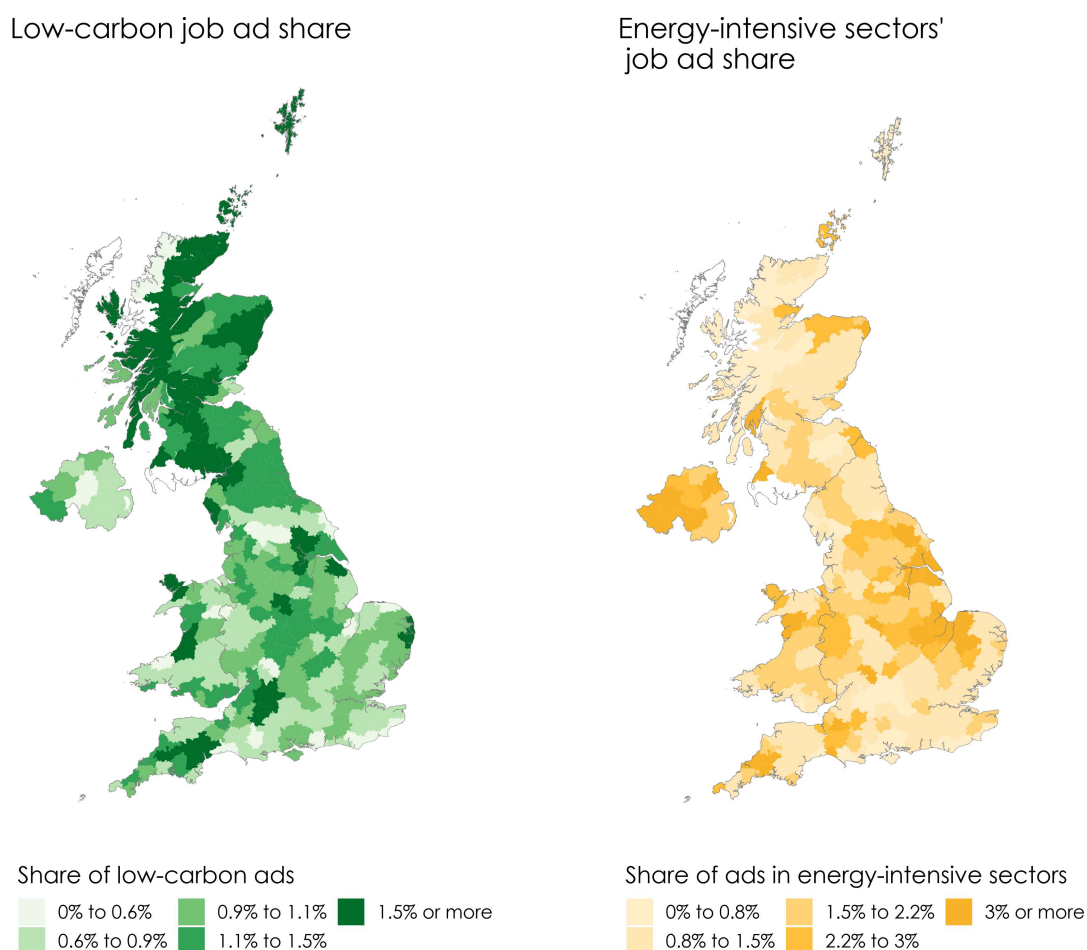 Low-carbon job ad share
Energy-intensive sectors'
job ad share
Share of low-carbon ads
0% to 0.6%
0.9% to 1.1%
1.5% or more
0.6% to 0.9%
1.1% to 1.5%
Share of ads in energy-intensive sectors
0% to 0.8%
1.5% to 2.2%
3% or more
0.8% to 1.5%
2.2% to 3%